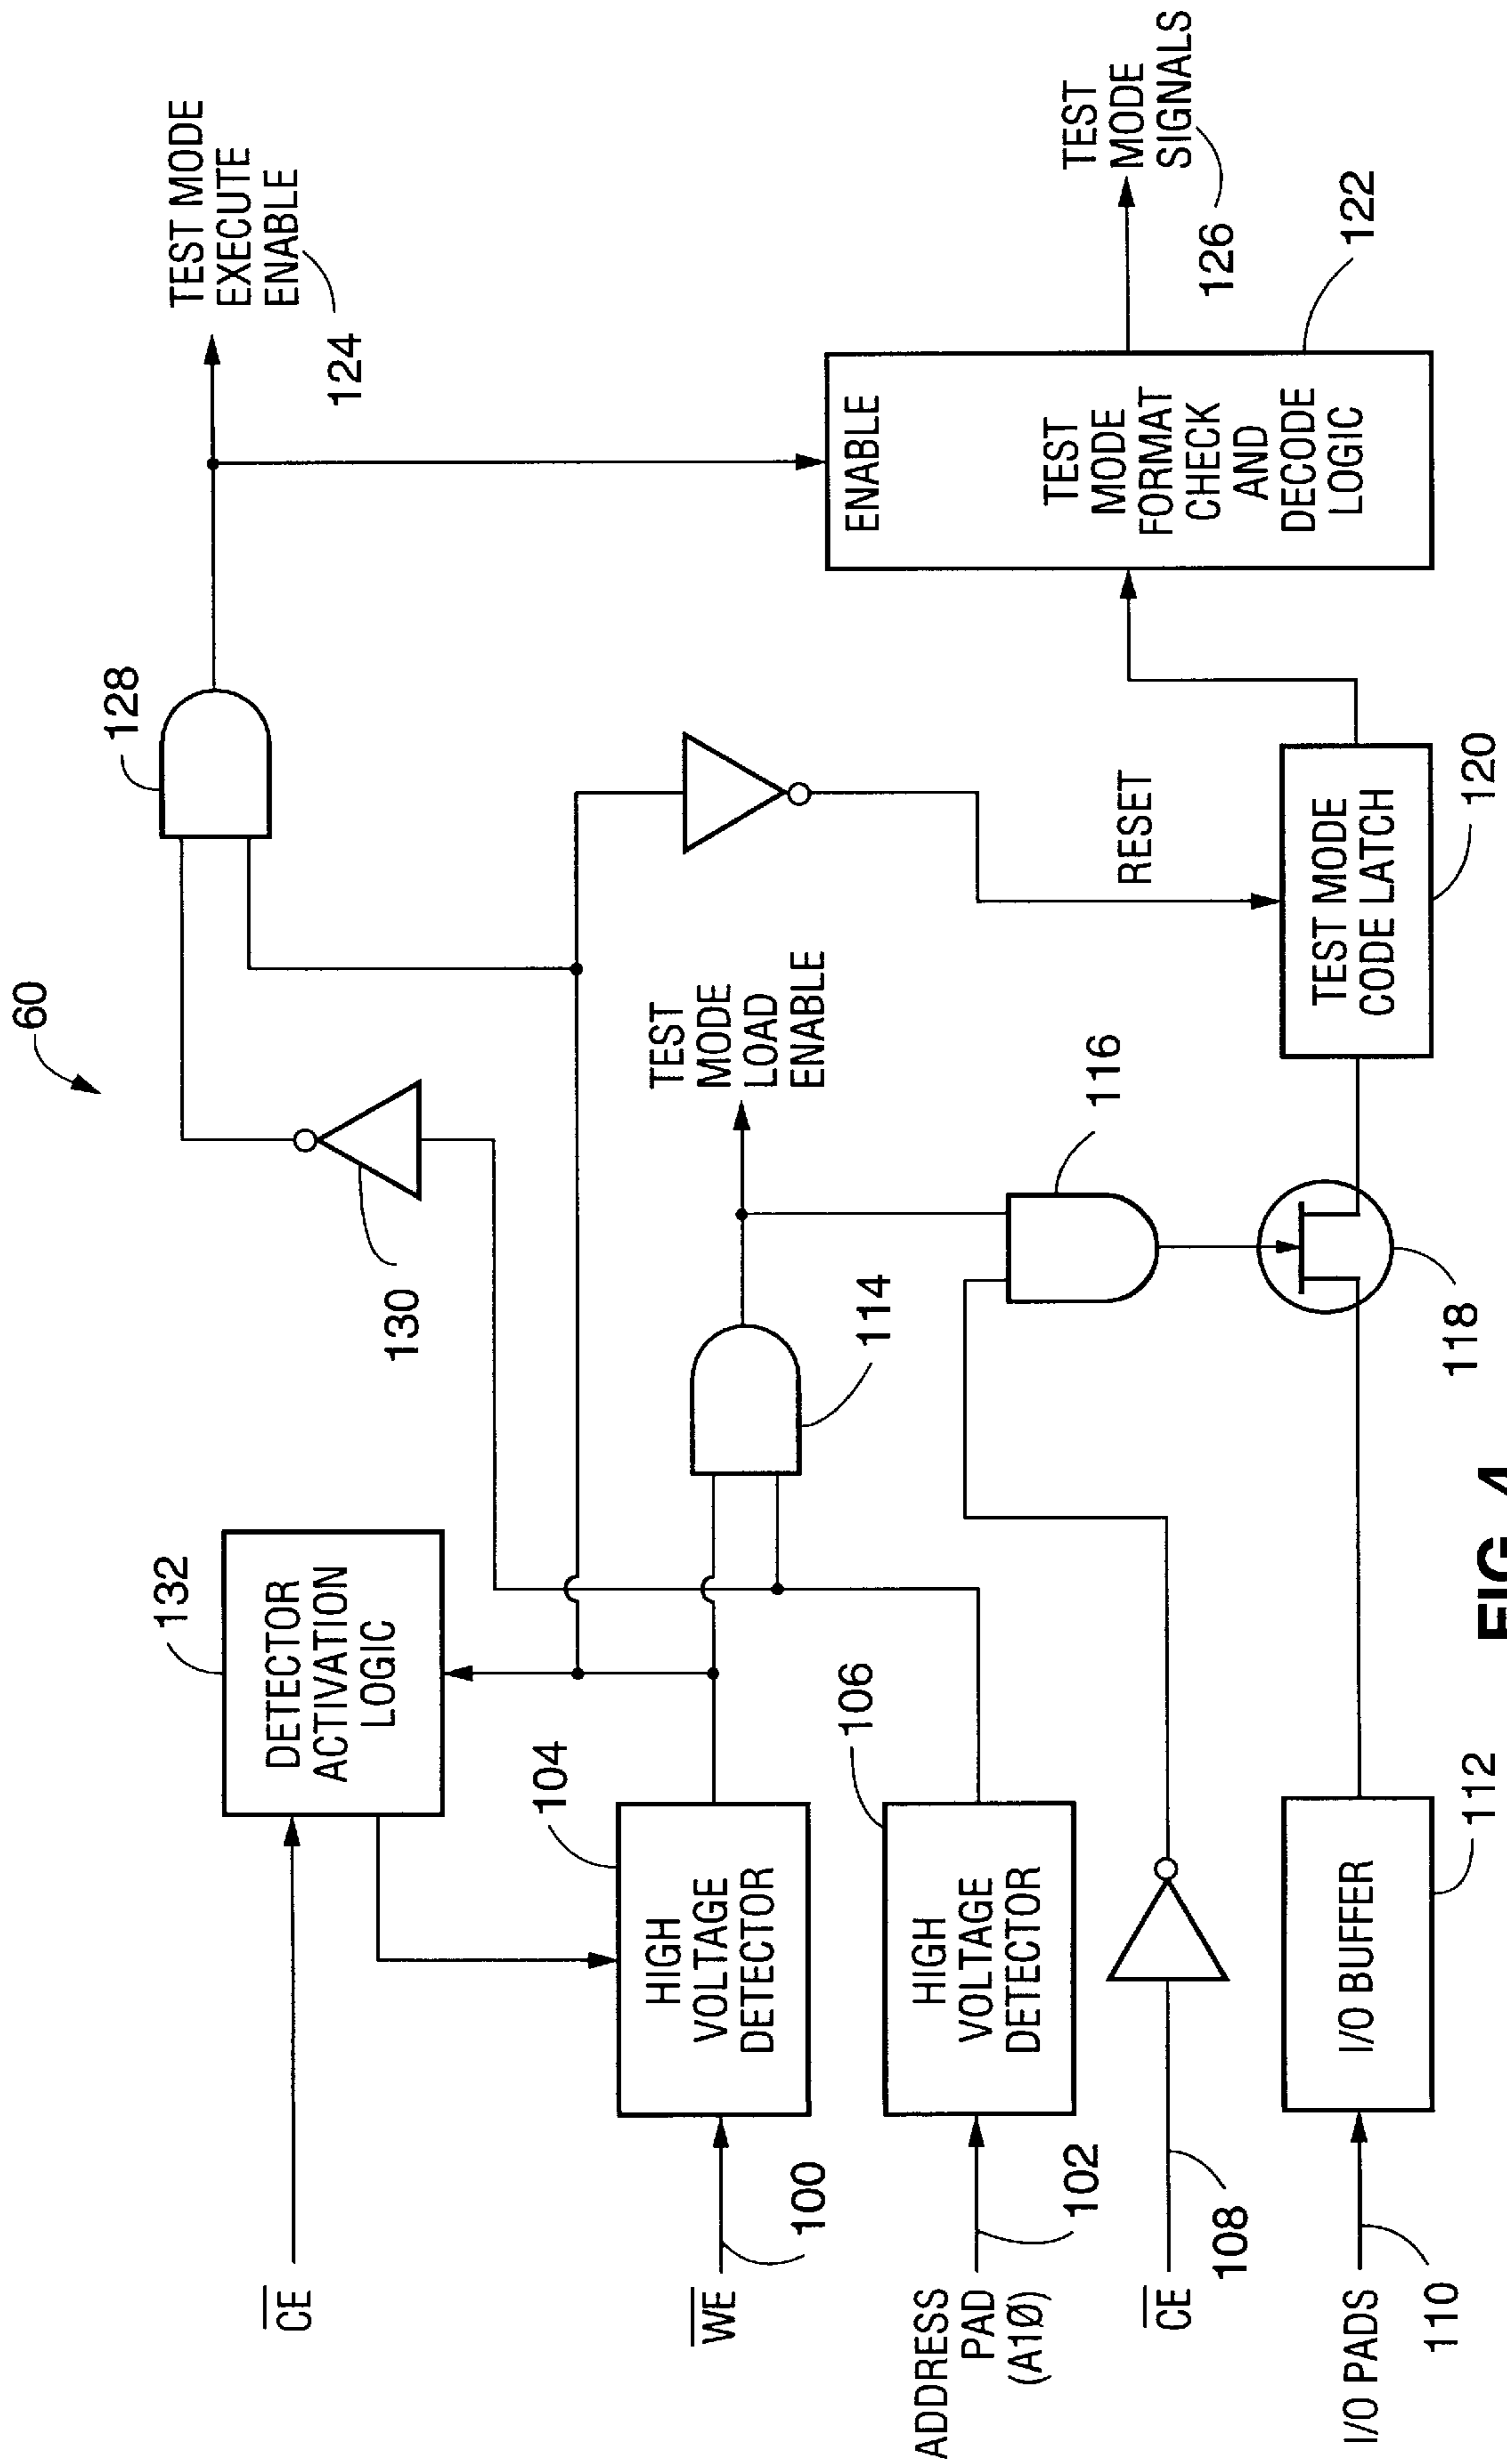 60
TEST MODE
EXECUTE
ENABLE
124
128
130
132
DETECTOR
ACTIVATION
LOGIC
CE
TEST
MODE
LOAD
ENABLE
114
116
RESET
ENABLE
TEST
MODE
FORMAT
CHECK
AND
DECODE
LOGIC
122
TEST
MODE
SIGNALS
126
104
HIGH
VOLTAGE
DETECTOR
WE
100
106
HIGH
VOLTAGE
DETECTOR
ADDRESS
PAD
(A10)
102
CE
108
I/O PADS
110
I/O BUFFER
112
118
TEST MODE
CODE LATCH
120